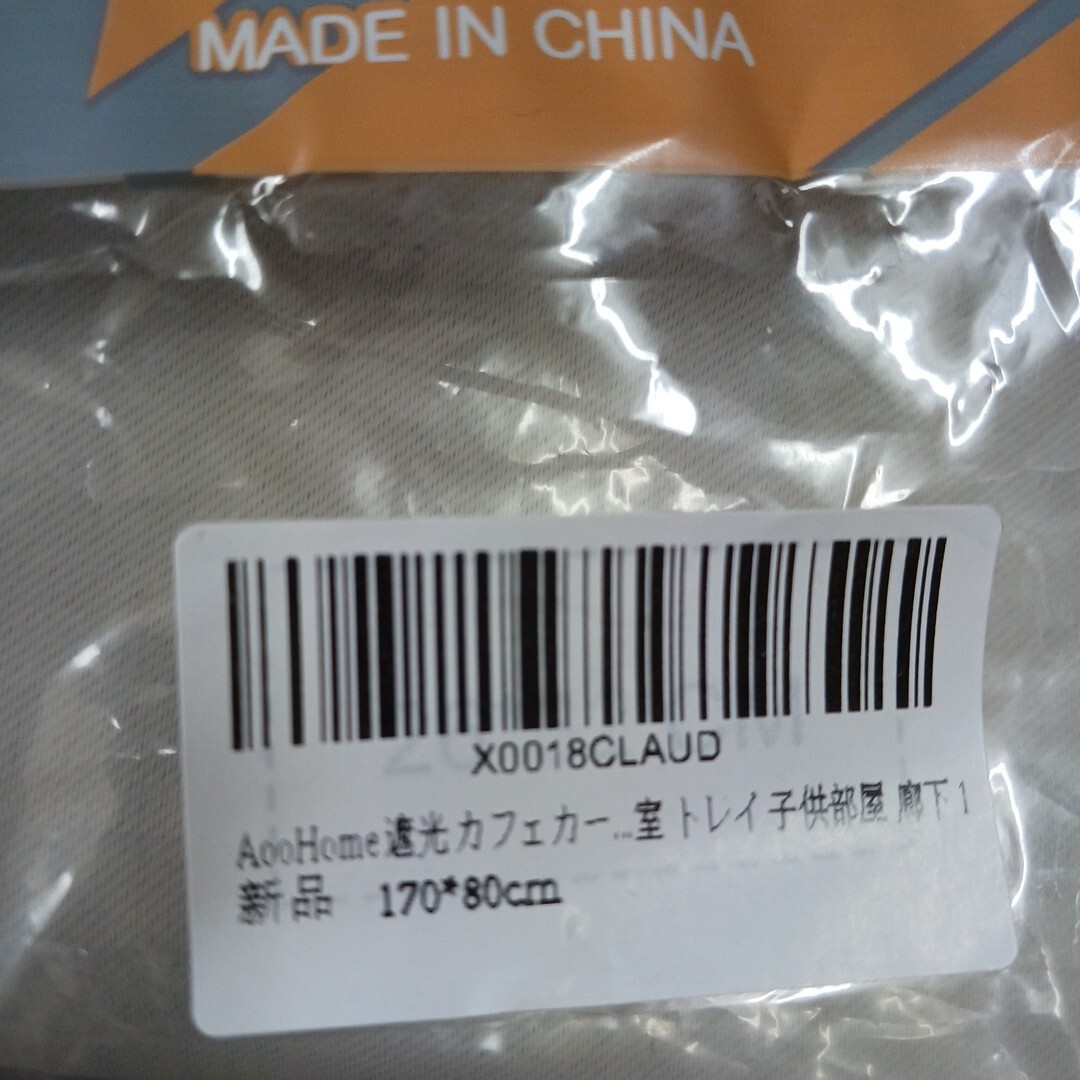 MADE IN CHINA
X0018CLAUD
AooHome遮光 カフェカー...室 トレイ 子供部屋 廊下 1
新品 170*80cm